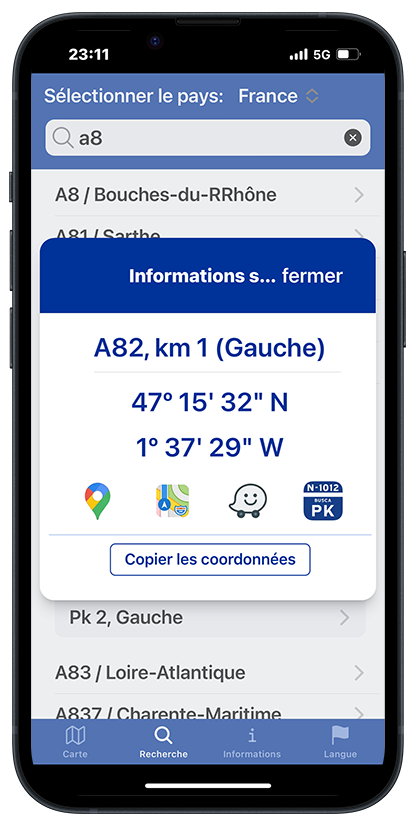 23:11
5G
Sélectionner le pays: France
a8
A8 / Bouches-du-RRhône
A81 / Sarthe
Informations s... fermer
A82, km 1 (Gauche)
47° 15' 32" N
1° 37' 29" W
N-1012
BUSCA
PK
Copier les coordonnées
Pk 2, Gauche
A83 / Loire-Atlantique
A837 / Charente-Maritime
Carte Recherche Informations Langue